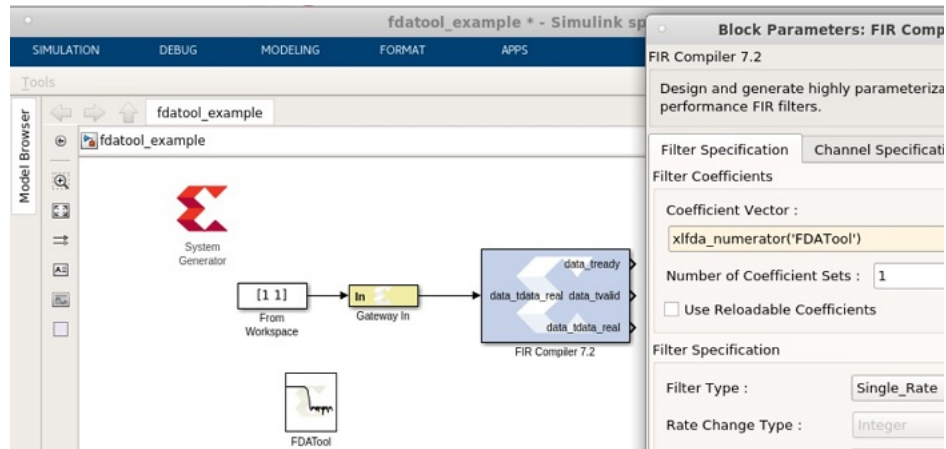 fdatool_example * - Simulink sp
SIMULATION DEBUG MODELING FORMAT APPS
Tools
Model Browser
fdatool_example
fdatool_example
System
Generator
[1 1]
From
Workspace
In
Gateway In
data_tready
data_tdata_real data_tvalid
data_tdata_real
FIR Compiler 7.2
FDATool
Block Parameters: FIR Comp
FIR Compiler 7.2
Design and generate highly parameteriza
performance FIR filters.
Filter Specification Channel Specificati
Filter Coefficients
Coefficient Vector :
xlfda_numerator('FDATool')
Number of Coefficient Sets : 1
Use Reloadable Coefficients
Filter Specification
Filter Type : Single_Rate
Rate Change Type : Integer